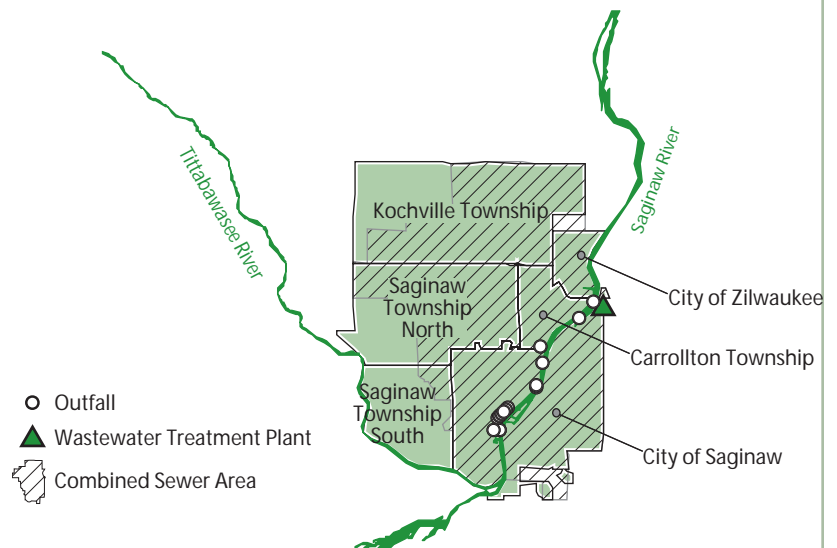 Tittabawasee River
Saginaw River
Kochville Township
Saginaw
Township
North
City of Zilwaukee
Carrollton Township
Saginaw
Township
South
City of Saginaw
Outfall
Wastewater Treatment Plant
Combined Sewer Area